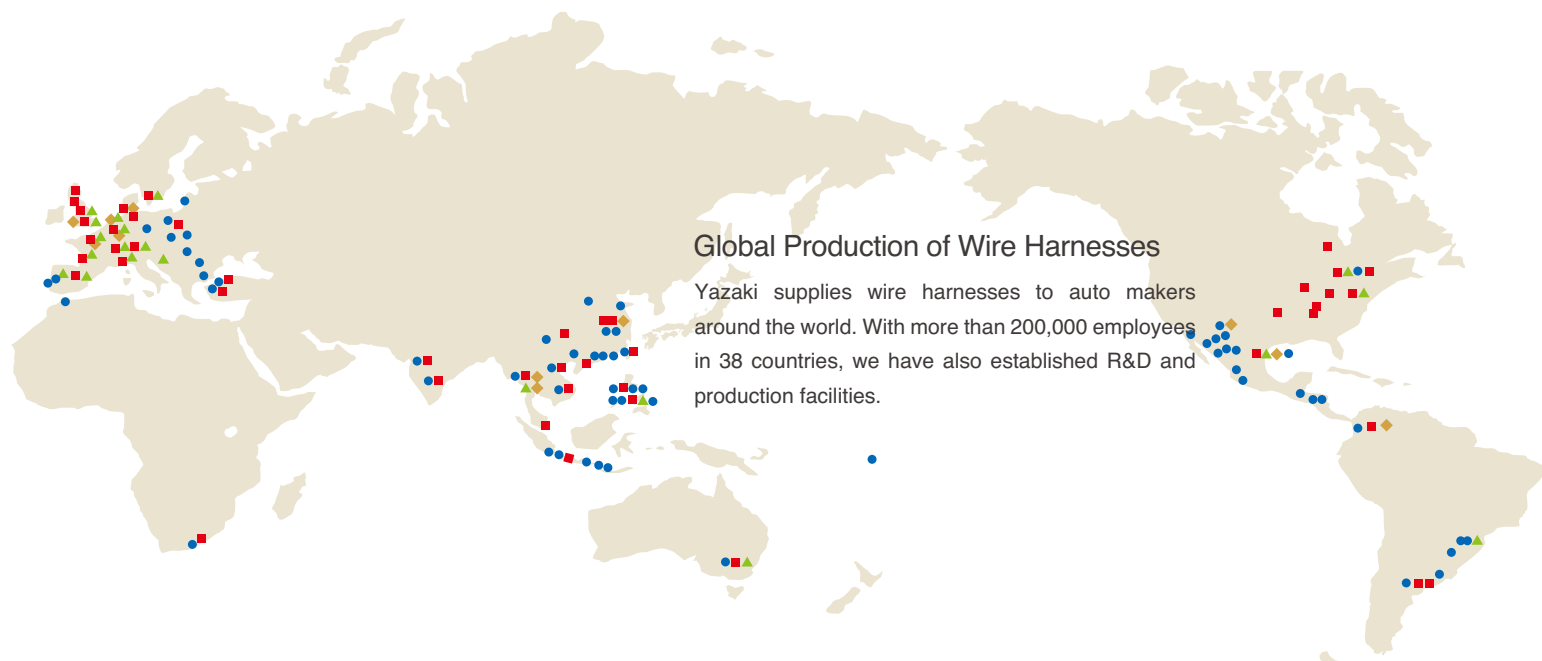 Global Production of Wire Harnesses
Yazaki supplies wire harnesses to auto makers
around the world. With more than 200,000 employees
in 38 countries, we have also established R&D and
production facilities.